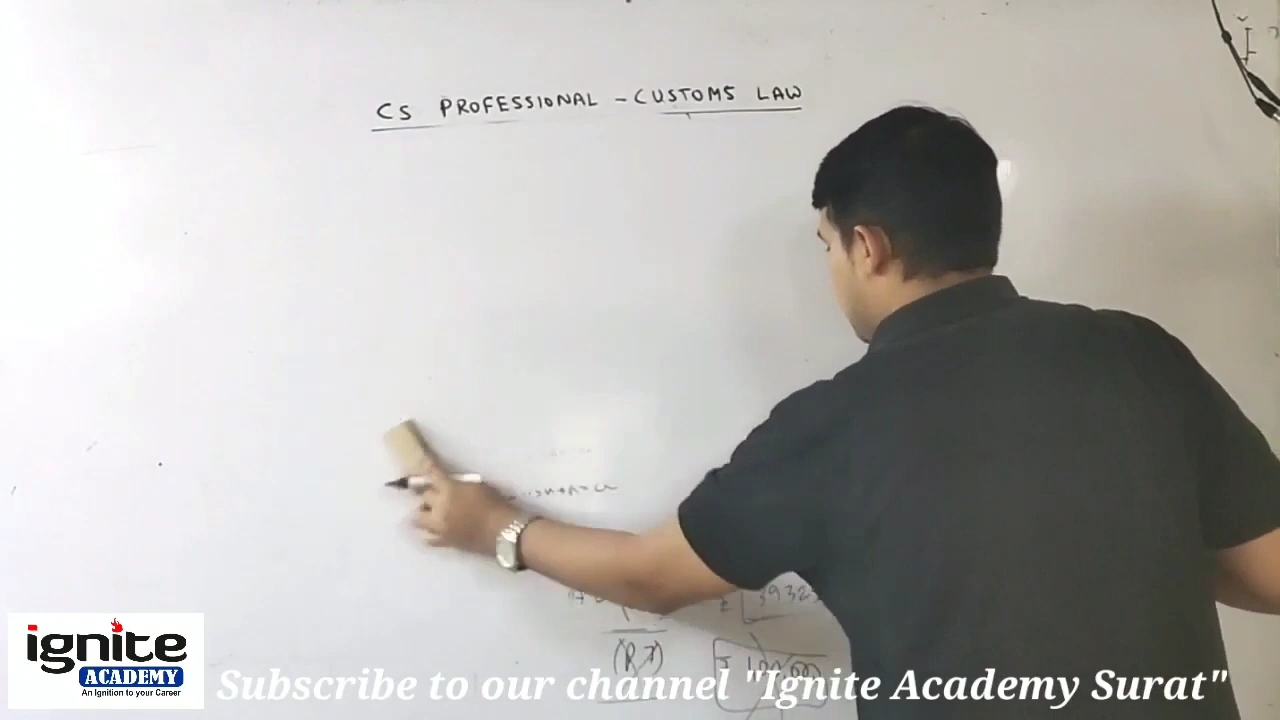 CS PROFESSIONAL - CUSTOMS LAW
ignite
ACADEMY
An Ignition to your Career
Subscribe to our channel "Ignite Academy Surat"